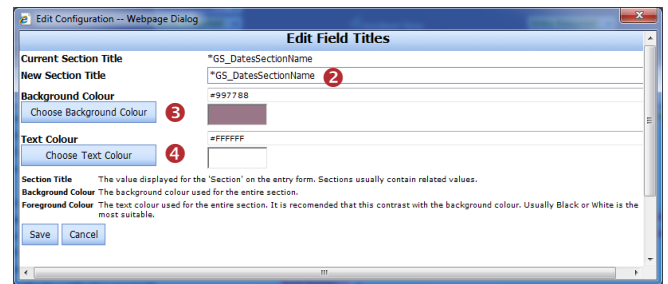 Edit Configuration -- Webpage Dialog
Edit Field Titles
Current Section Title *GS_DatesSectionName
New Section Title *GS_DatesSectionName 2
Background Colour #997788
Choose Background Colour 3
Text Colour #FFFFFF
Choose Text Colour 4
Section Title The value displayed for the 'Section' on the entry form. Sections usually contain related values.
Background Colour The background colour used for the entire section.
Foreground Colour The text colour used for the entire section. It is recomended that this contrast with the background colour. Usually Black or White is the
most suitable.
Save Cancel